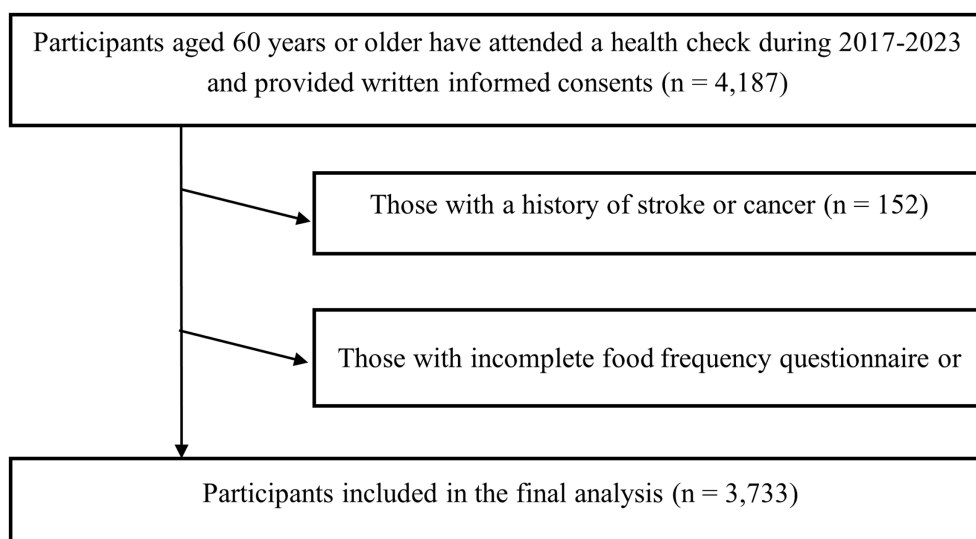 Participants aged 60 years or older have attended a health check during 2017-2023
and provided written informed consents (n = 4,187)
Those with a history of stroke or cancer (n = 152)
Those with incomplete food frequency questionnaire or
Participants included in the final analysis (n = 3,733)